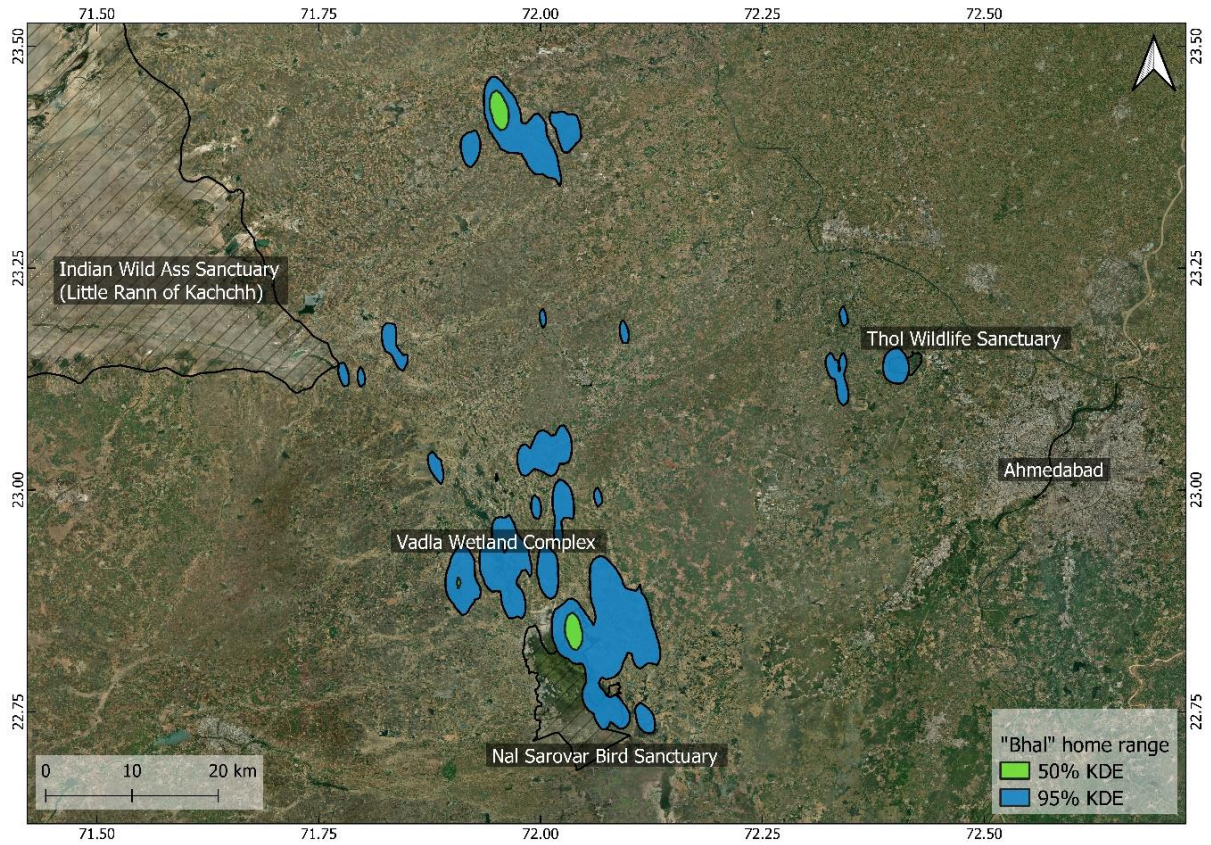 71.50 71.75 72.00 72.25 72.50
23.50 23.50
Indian Wild Ass Sanctuary
(Little Rann of Kachchh)
23.25 23.25
Thol Wildlife Sanctuary
Ahmedabad
23.00 23.00
Vadla Wetland Complex
22.75 22.75
Nal Sarovar Bird Sanctuary
"Bhal" home range
50% KDE
95% KDE
0 10 20 km
71.50 71.75 72.00 72.25 72.50